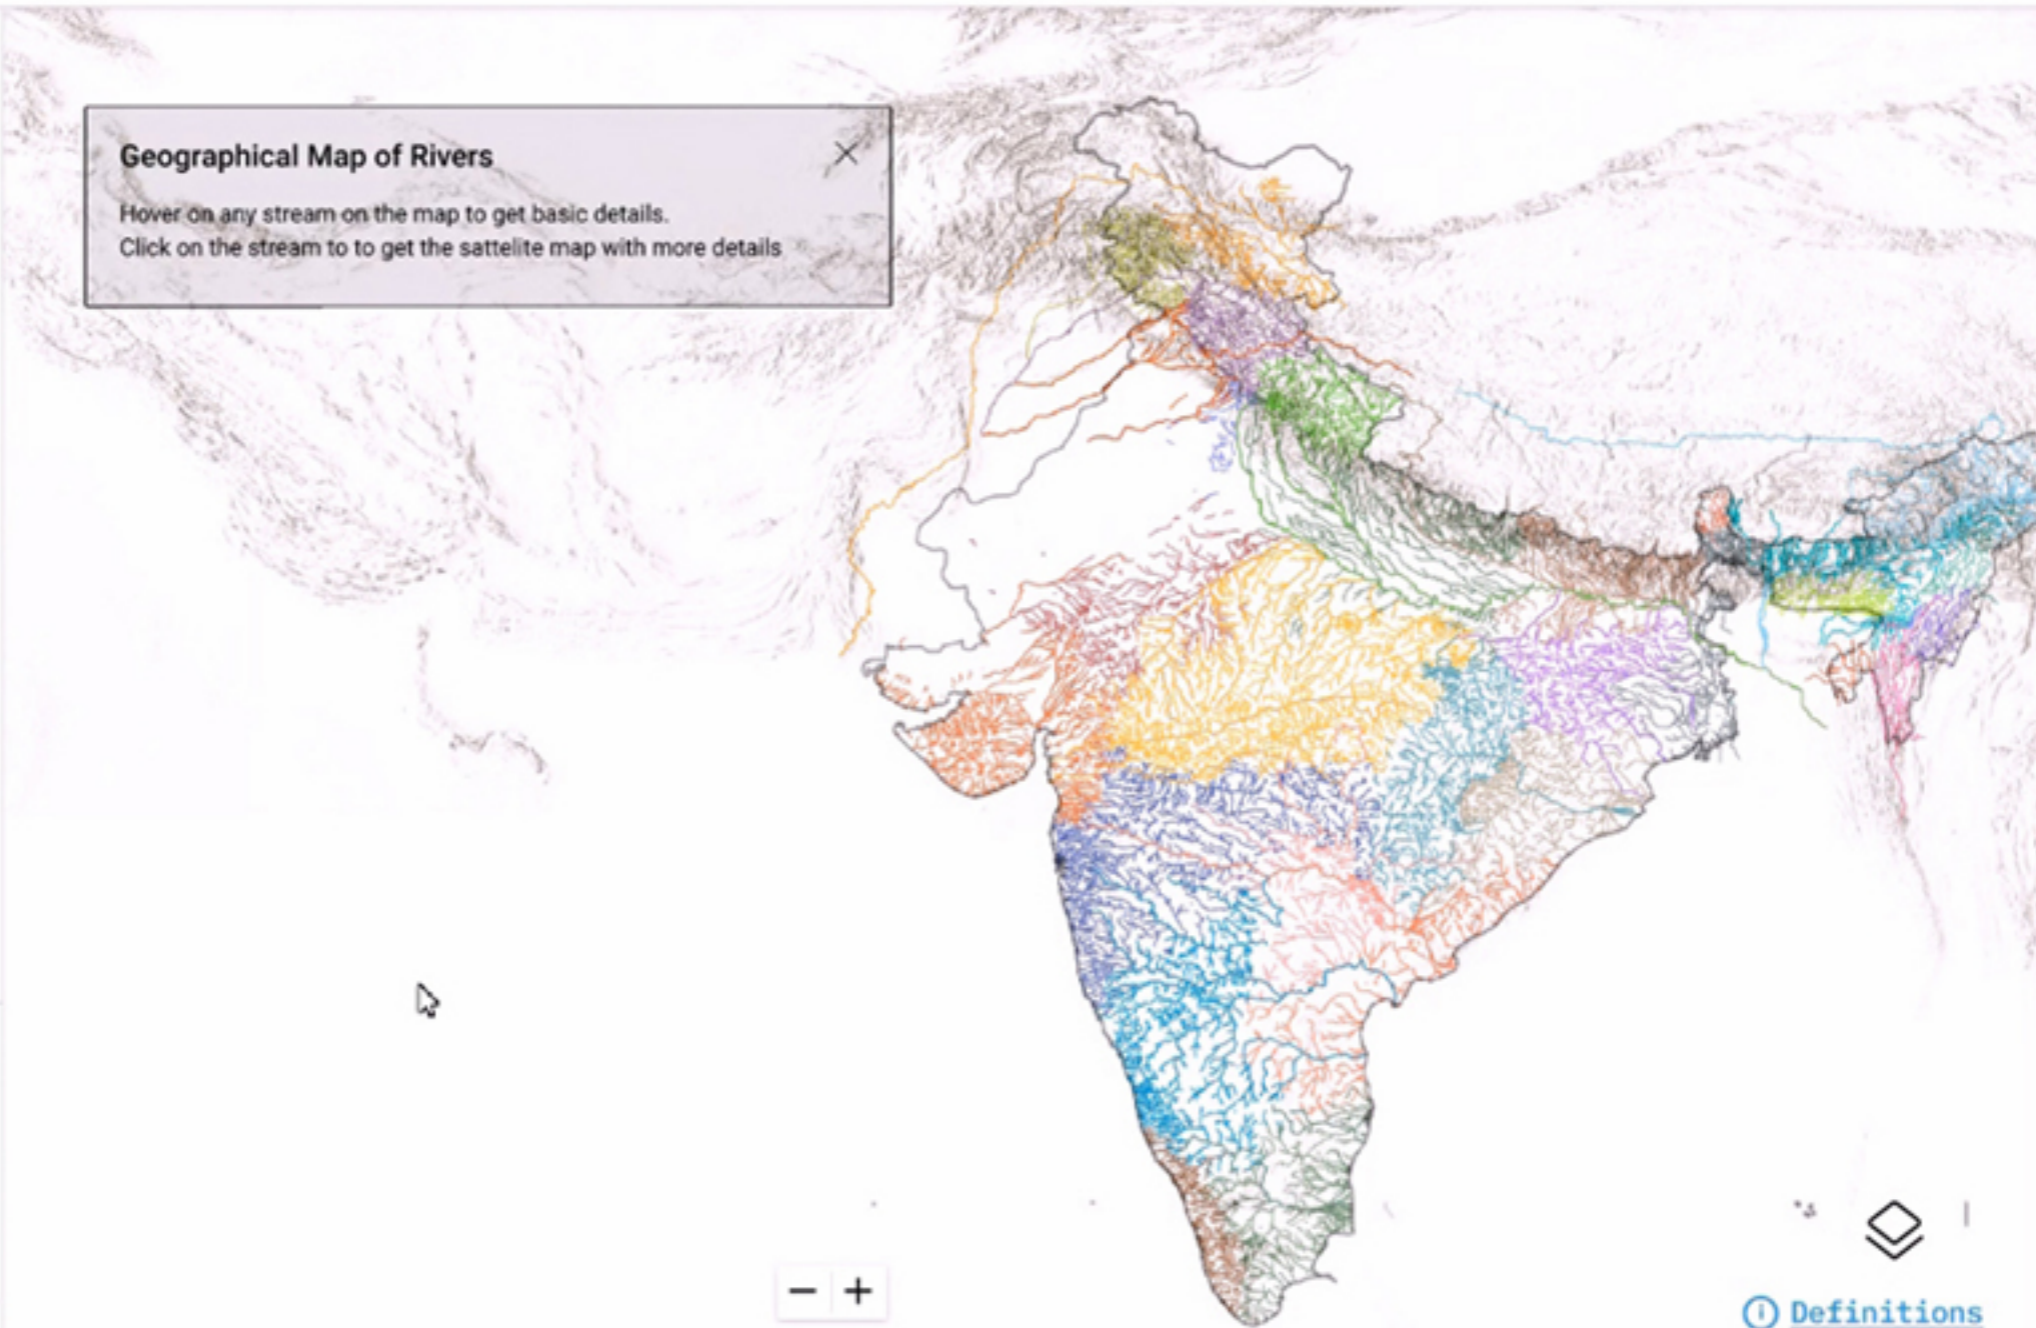 Geographical Map of Rivers
Hover on any stream on the map to get basic details.
Click on the stream to to get the sattelite map with more details
Definitions